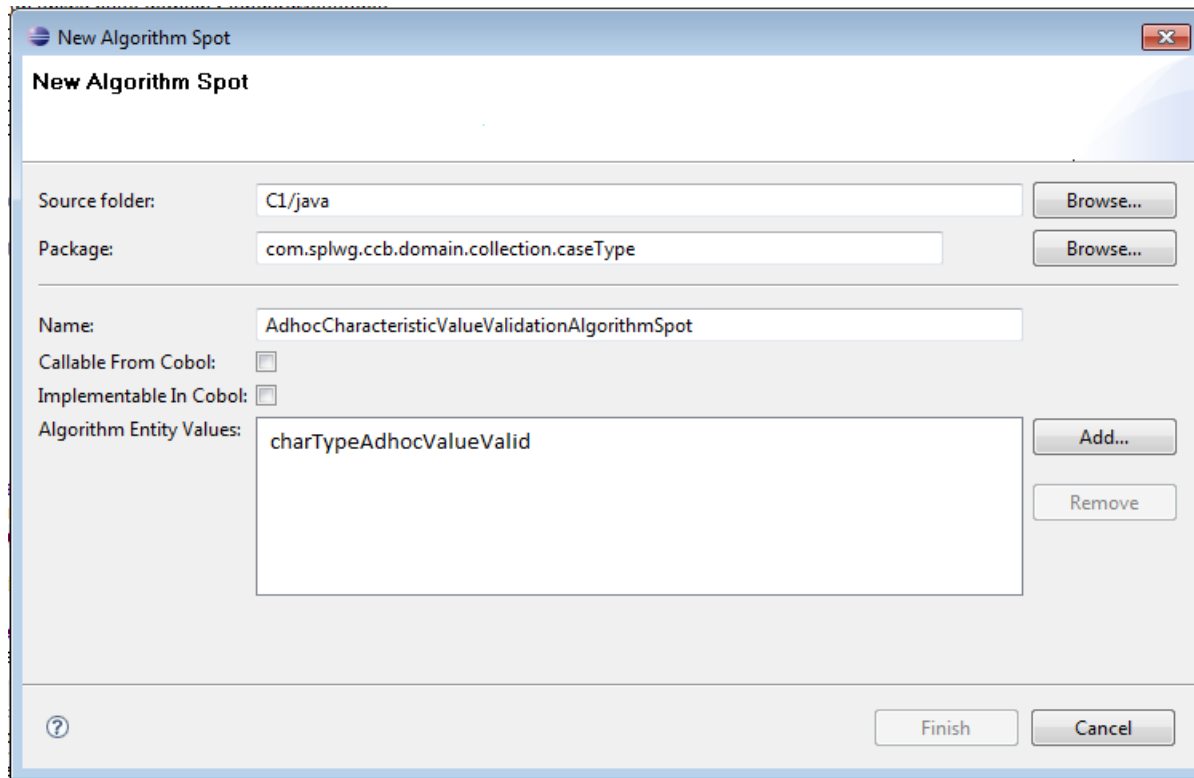 New Algorithm Spot
New Algorithm Spot
Source folder: C1/java Browse...
Package: com.splwg.ccb.domain.collection.caseType Browse...
Name: AdhocCharacteristicValueValidationAlgorithmSpot
Callable From Cobol:
Implementable In Cobol:
Algorithm Entity Values: charTypeAdhocValueValid Add...
Remove
Finish Cancel